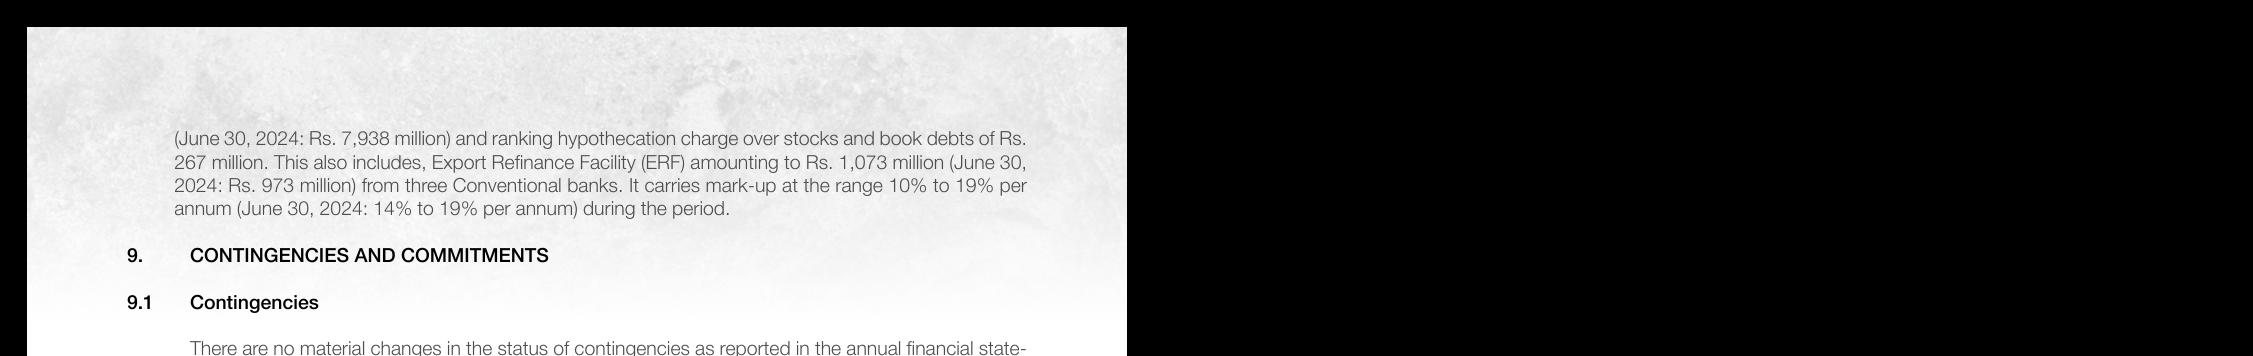 (June 30, 2024: Rs. 7,938 million) and ranking hypothecation charge over stocks and book debts of Rs.
267 million. This also includes, Export Refinance Facility (ERF) amounting to Rs. 1,073 million (June 30,
2024: Rs. 973 million) from three Conventional banks. It carries mark-up at the range 10% to 19% per
annum (June 30, 2024: 14% to 19% per annum) during the period.
9. CONTINGENCIES AND COMMITMENTS
9.1 Contingencies
There are no material changes in the status of contingencies as reported in the annual financial state-